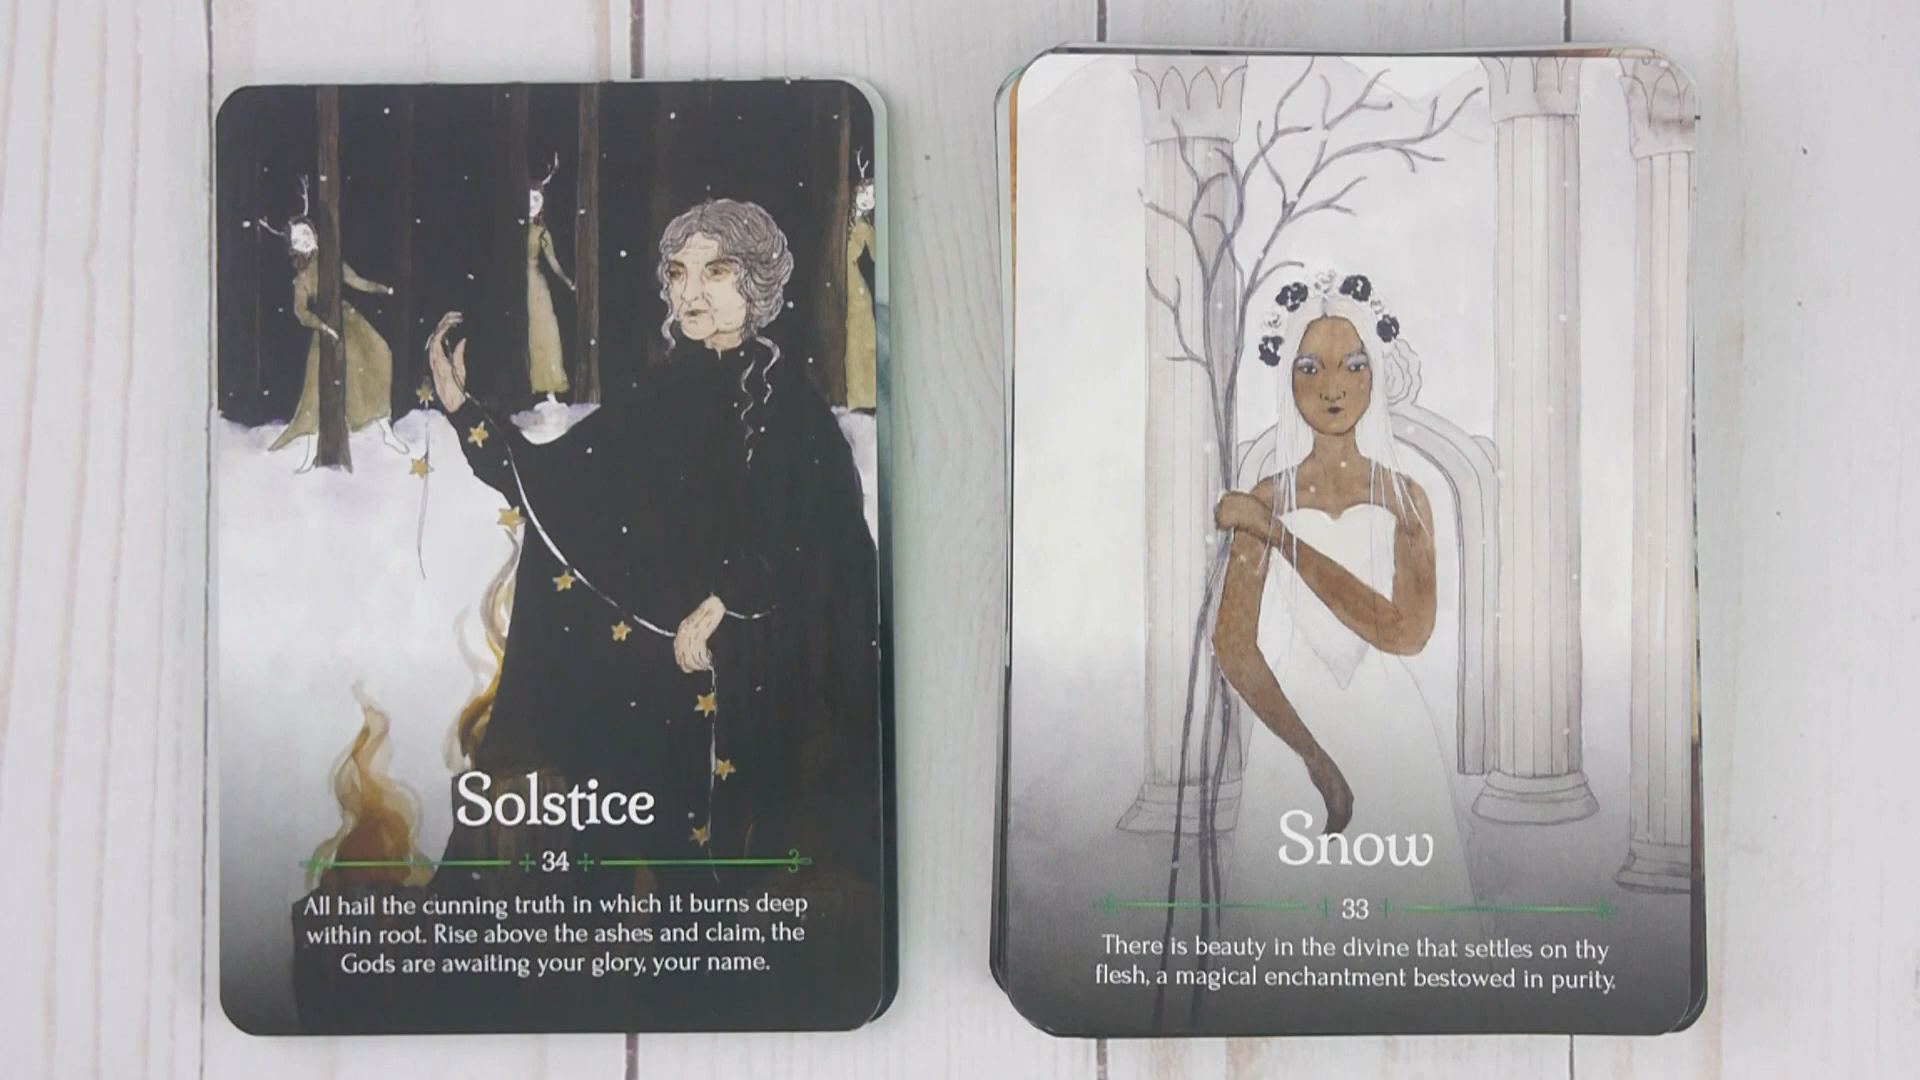 Solstice
34
All hail the cunning truth in which it burns deep
within root. Rise above the ashes and claim, the
Gods are awaiting your glory, your name.
Snow
33
There is beauty in the divine that settles on thy
flesh, a magical enchantment bestowed in purity.